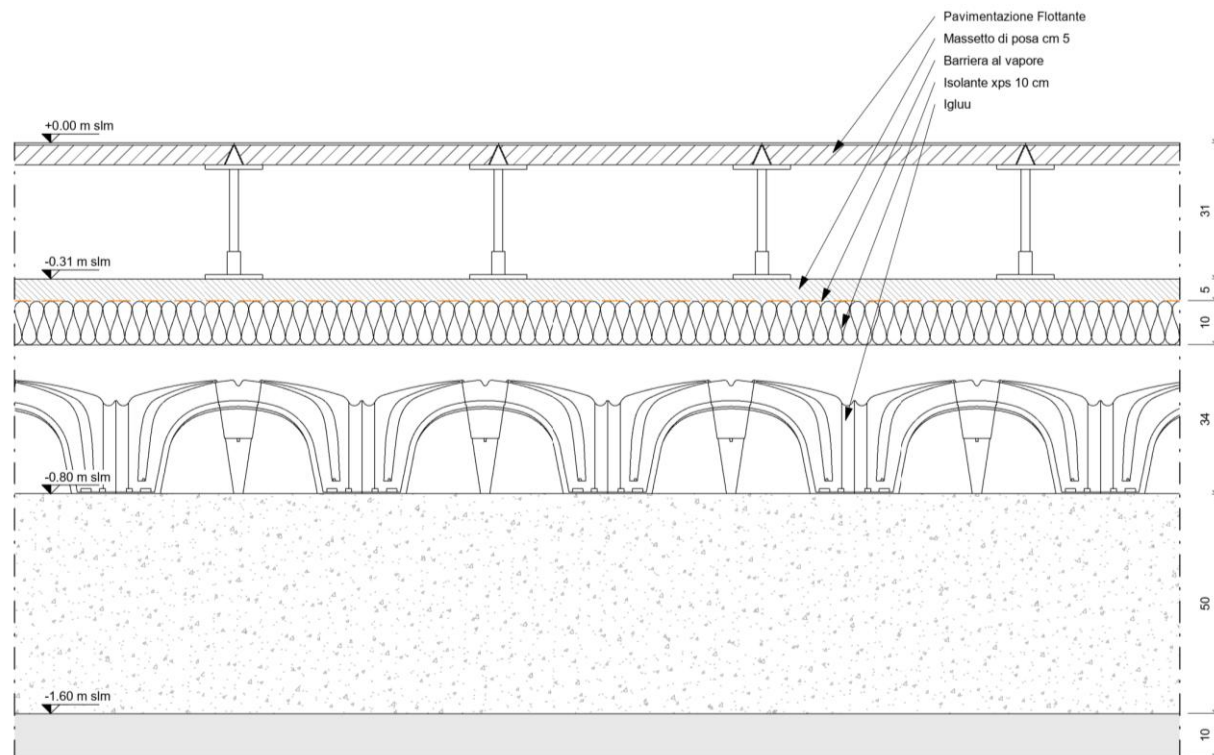 Pavimentazione Flottante
Massetto di posa cm 5
Barriera al vapore
Isolante xps 10 cm
Igluu
+0.00 m slm
31
-0.31 m slm
5
10
34
-0.80 m slm
50
-1.60 m slm
10